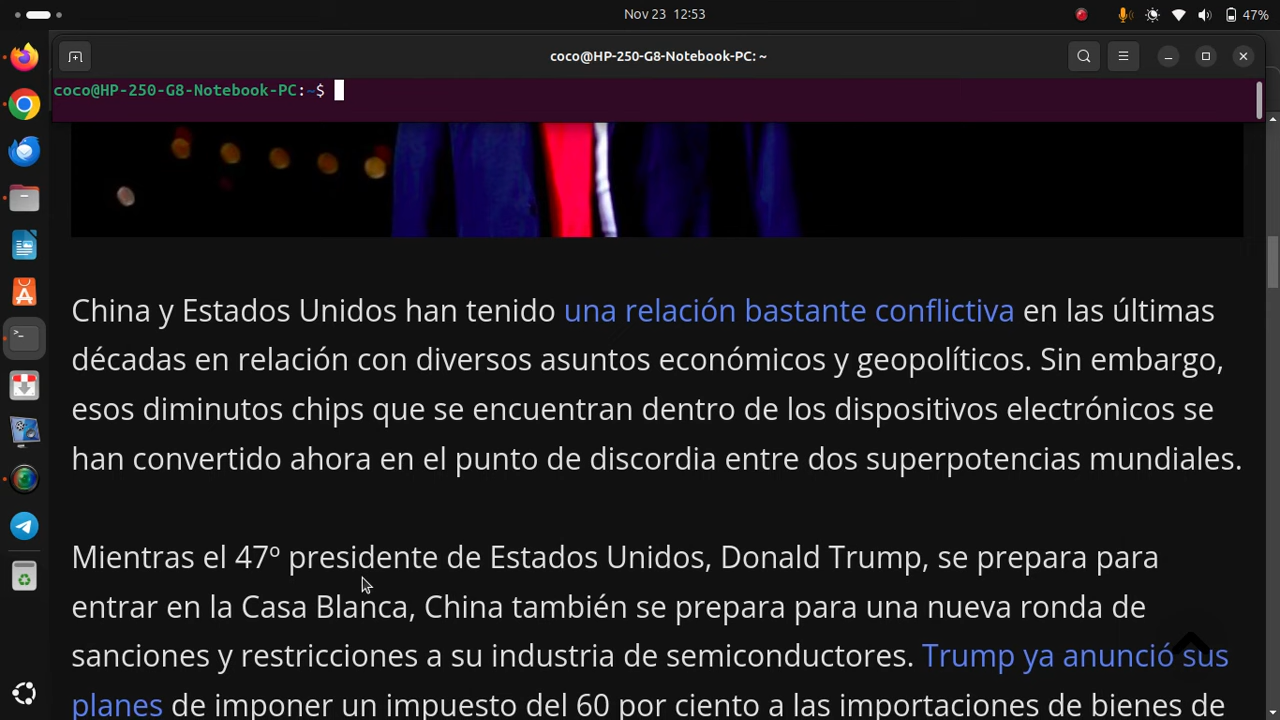 Nov 23 12:53
47%
coco@HP-250-G8-Notebook-PC: ~
coco@HP-250-G8-Notebook-PC:~$
China y Estados Unidos han tenido una relación bastante conflictiva en las últimas
décadas en relación con diversos asuntos económicos y geopolíticos. Sin embargo,
esos diminutos chips que se encuentran dentro de los dispositivos electrónicos se
han convertido ahora en el punto de discordia entre dos superpotencias mundiales.
Mientras el 47º presidente de Estados Unidos, Donald Trump, se prepara para
entrar en la Casa Blanca, China también se prepara para una nueva ronda de
sanciones y restricciones a su industria de semiconductores. Trump ya anunció sus
planes de imponer un impuesto del 60 por ciento a las importaciones de bienes de